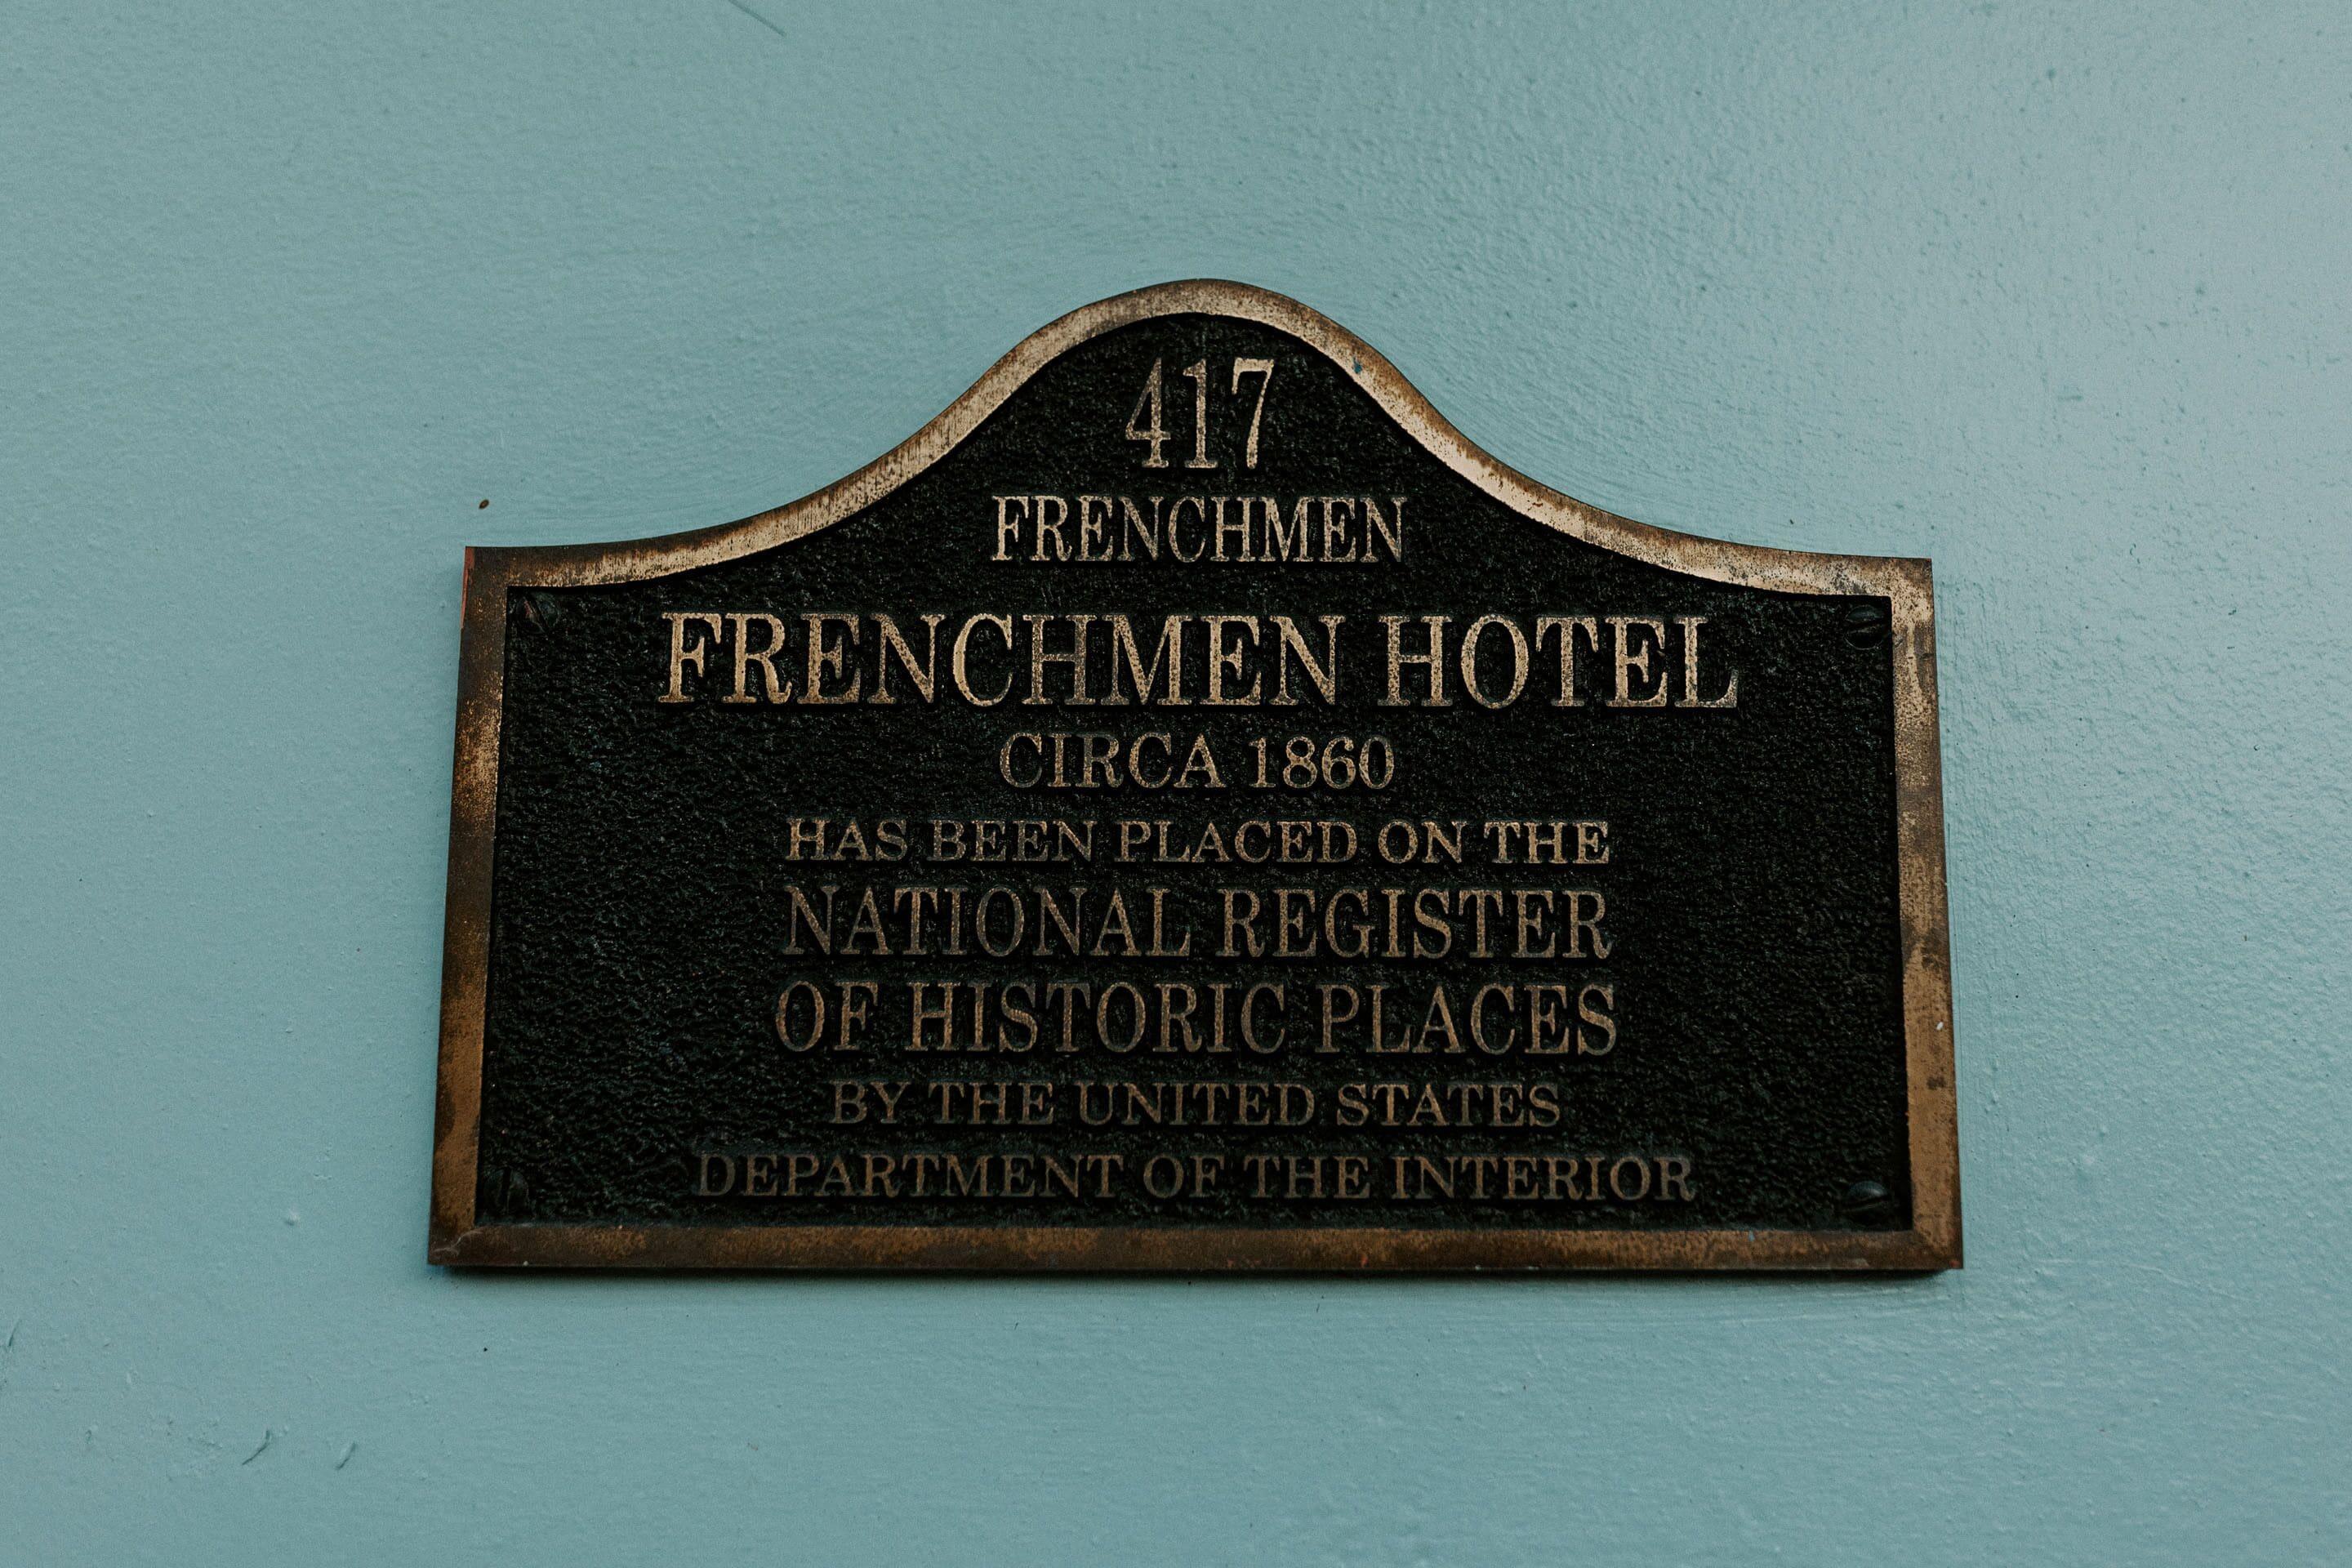 417
FRENCHMEN
FRENCHMEN HOTEL
CIRCA 1860
HAS BEEN PLACED ON THE
NATIONAL REGISTER
OF HISTORIC PLACES
BY THE UNITED STATES
DEPARTMENT OF THE INTERIOR